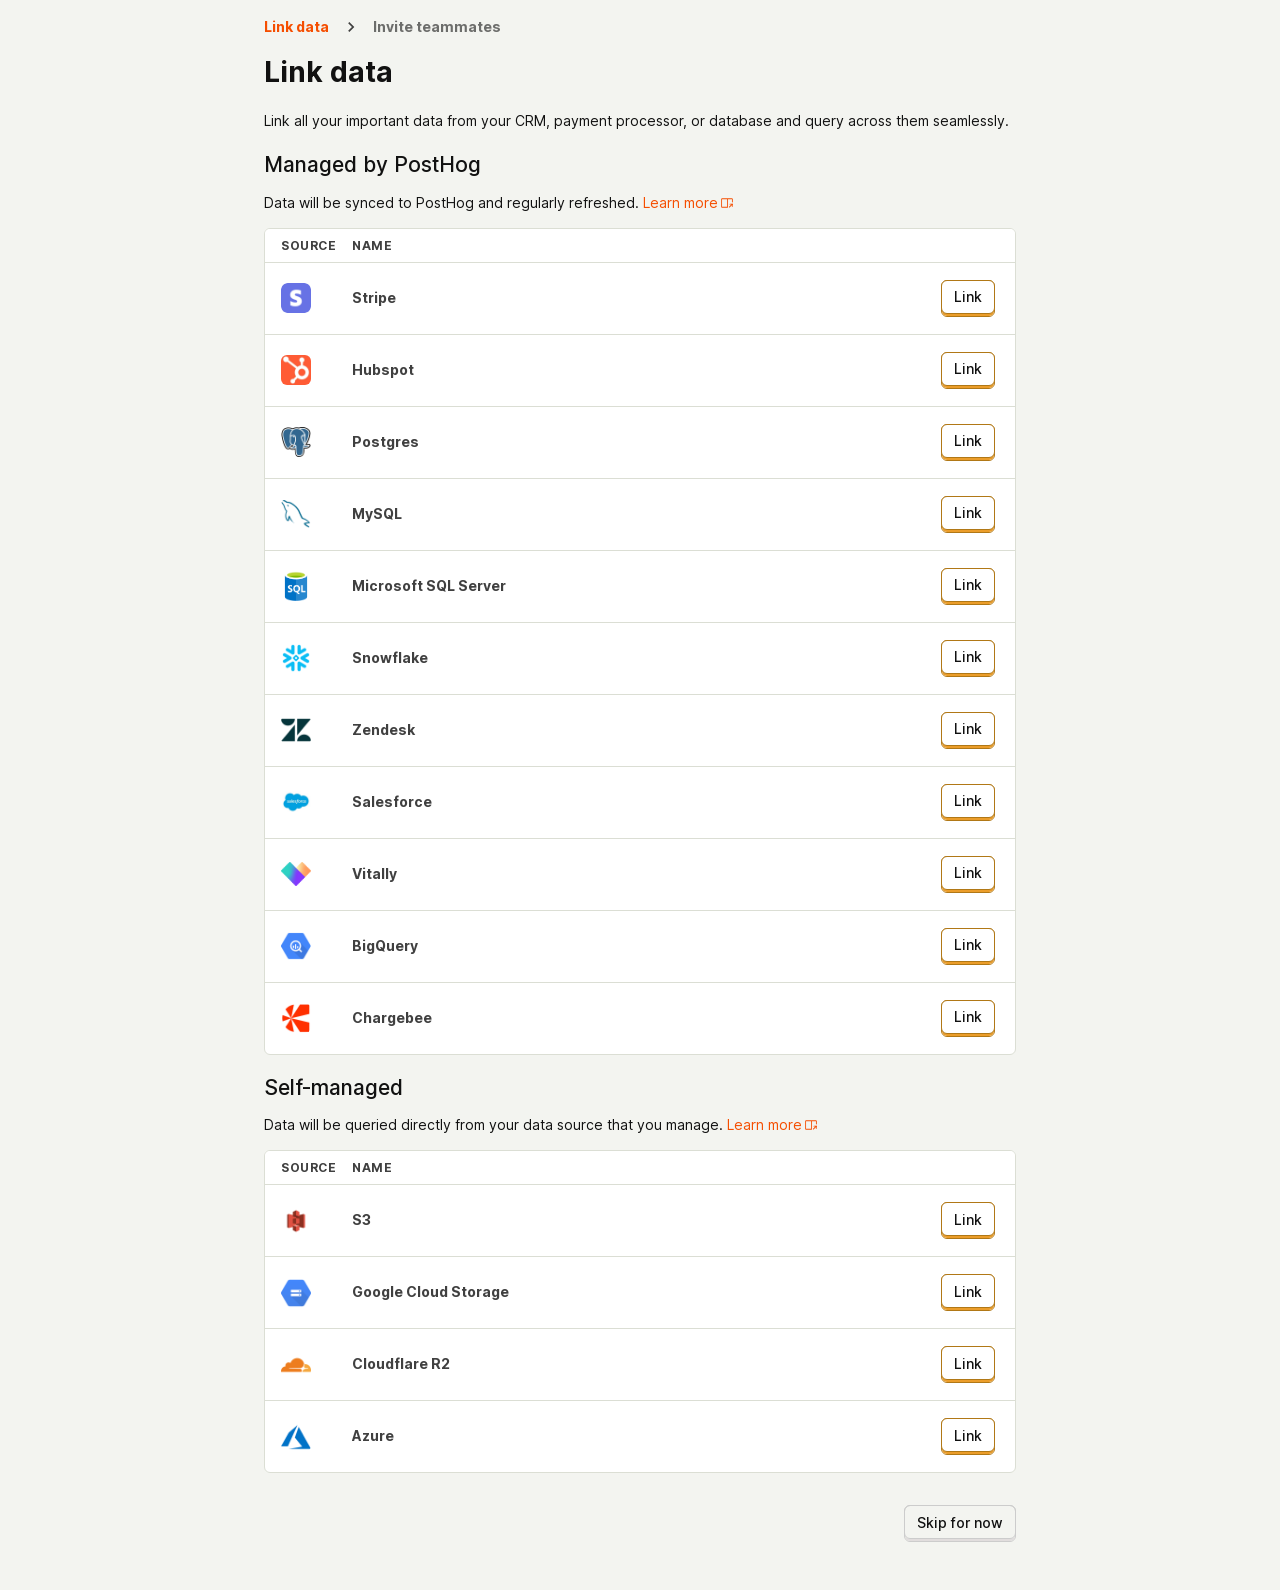 Link data
Invite teammates
Link data
Link all your important data from your CRM, payment processor, or database and query across them seamlessly.
Managed by PostHog
Data will be synced to PostHog and regularly refreshed. Learn more
SOURCE NAME
Stripe Link
Hubspot Link
Postgres Link
MySQL Link
SQL Microsoft SQL Server Link
Snowflake Link
Zendesk Link
Salesforce Link
Vitally Link
BigQuery Link
Chargebee Link
Self-managed
Data will be queried directly from your data source that you manage. Learn more
SOURCE NAME
S3 Link
Google Cloud Storage Link
Cloudflare R2 Link
Azure Link
Skip for now